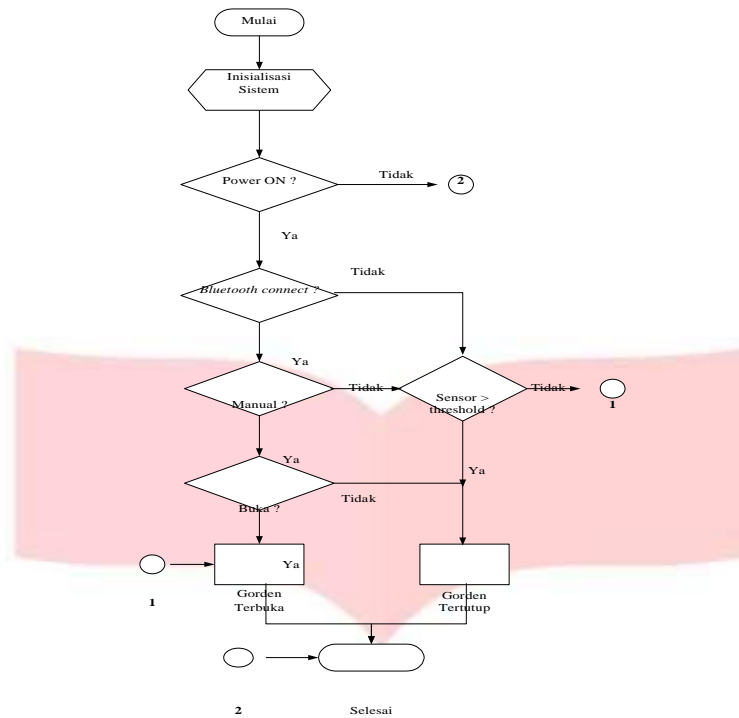 Mulai
Inisialisasi
Sistem
Power ON ?
Tidak
2
Ya
Tidak
Bluetooth connect ?
Ya
Tidak
Tidak
Sensor >
threshold ?
Manual ?
1
Ya
Ya
Tidak
Buka ?
Ya
Gorden
Terbuka
Gorden
Tertutup
1
2
Selesai